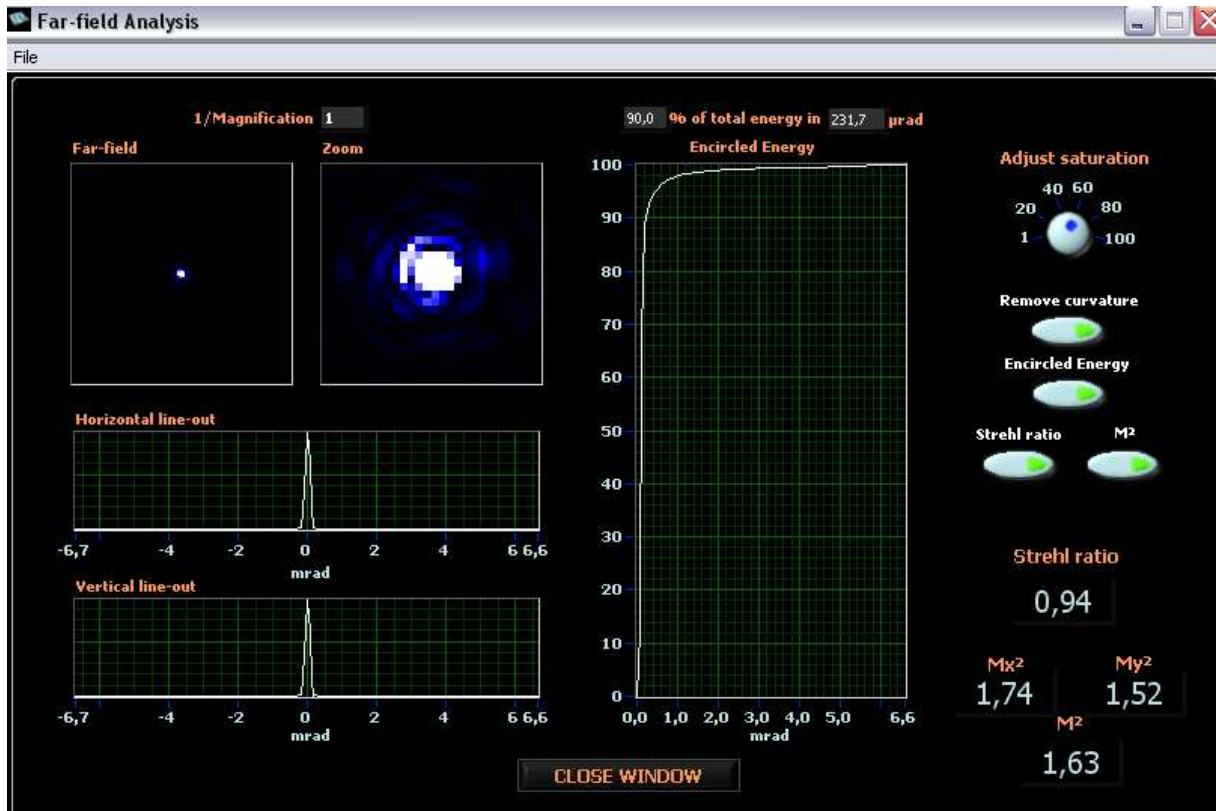 Far-field Analysis
File
1/Magnification 1
90,0 % of total energy in 231,7 µrad
Far-field
Zoom
Encircled Energy
100
90
80
70
60
50
40
30
20
10
0
0,0 1,0 2,0 3,0 4,0 5,0 6,6
mrad
Horizontal line-out
-6,7 -4 -2 0 2 4 6 6,6
mrad
Vertical line-out
-6,7 -4 -2 0 2 4 6 6,6
mrad
Adjust saturation
1 20 40 60 80 100
Remove curvature
Encircled Energy
Strehl ratio M²
Strehl ratio
0,94
Mx² My²
1,74 1,52
M²
1,63
CLOSE WINDOW